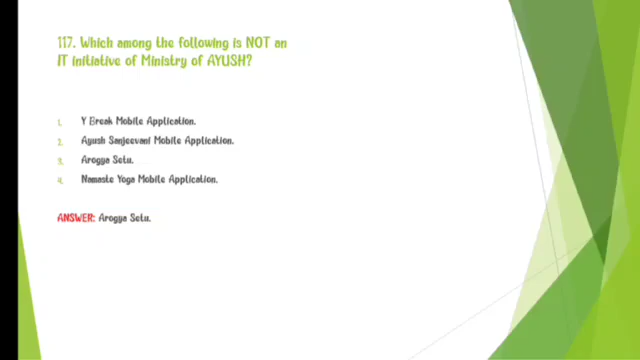 117. Which among the following is NOT an
IT initiative of Ministry of AYUSH?
1. Y Break Mobile Application.
2. Ayush Sanjeevani Mobile Application.
3. Arogya Setu.
4. Namaste Yoga Mobile Application.
ANSWER: Arogya Setu.